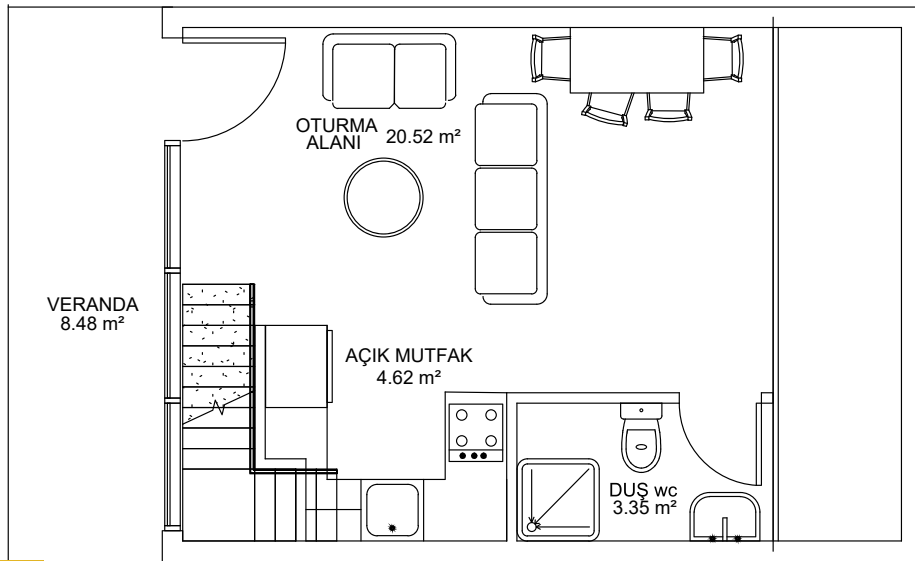 OTURMA
ALANI 20.52 m²
VERANDA
8.48 m²
AÇIK MUTFAK
4.62 m²
DUŞ wc
3.35 m²